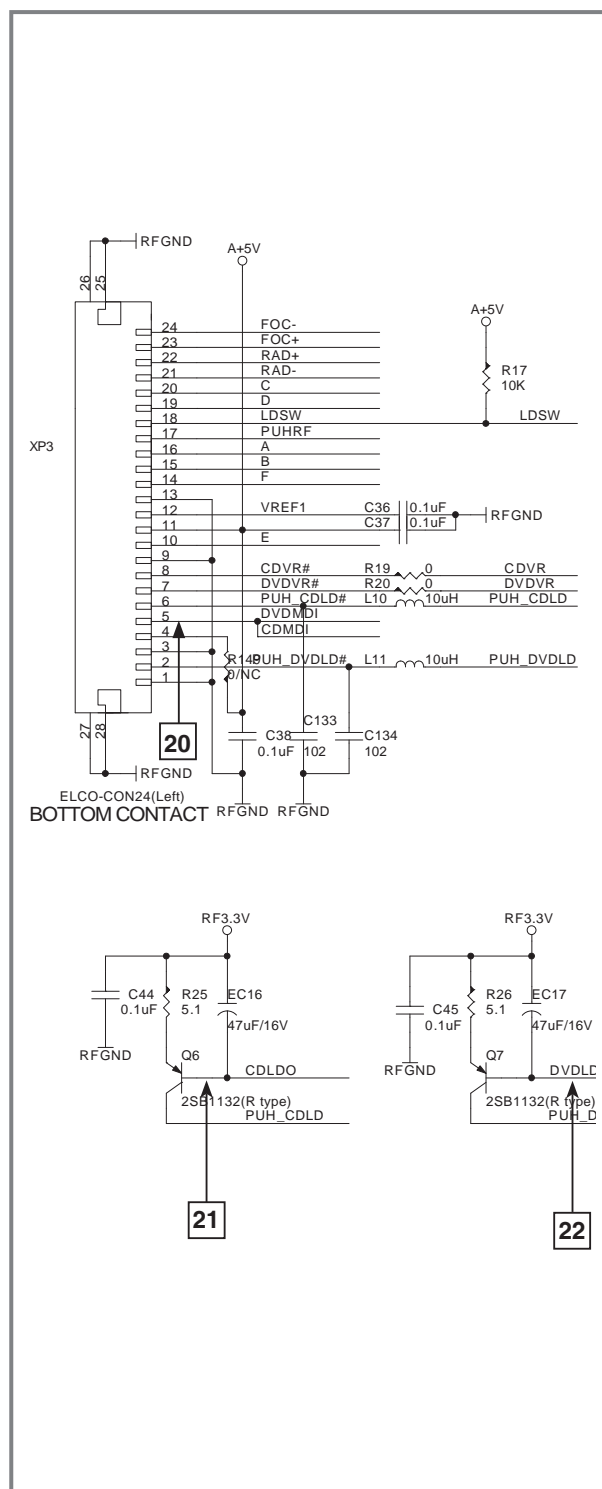 RFGND
A+5V
26
25
A+5V
24 FOC-
23 FOC+
22 RAD+
R17
21 RAD-
10K
20 C
19 D
18 LDSW LDSW
17 PUHRF
XP3
16 A
15 B
14 F
13
12 VREF1 C36 0.1uF
RFGND
11 C37 0.1uF
10 E
9
8 CDVR# R19 0 CDVR
7 DVDVR# R20 0 DVDVR
6 PUH_CDLD# L10 10uH PUH_CDLD
5 DVDMDI
4 CDMDI
3
2 R149 PUH_DVDLD# L11 10uH PUH_DVDLD
0/NC
1
27
28
20
C38
0.1uF
C133
102
C134
102
RFGND
ELCO-CON24(Left)
BOTTOM CONTACT
RFGND RFGND
RF3.3V
RF3.3V
C44
0.1uF
R25
5.1
EC16
47uF/16V
C45
0.1uF
R26
5.1
EC17
47uF/16V
RFGND
Q6
CDLDO
2SB1132(R type)
PUH_CDLD
RFGND
Q7
DVDLD
2SB1132(R type)
PUH_D
21
22